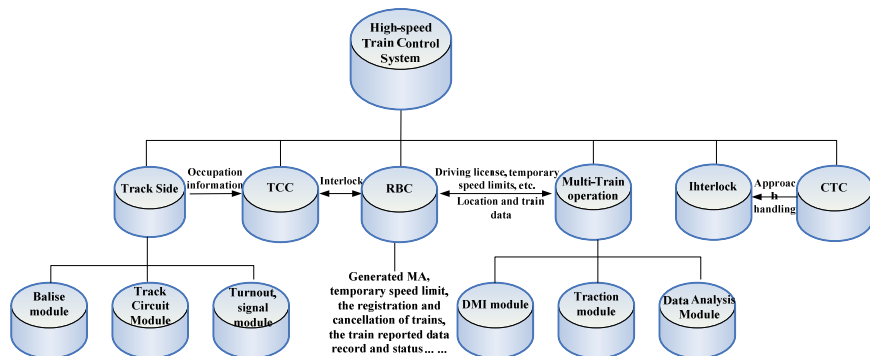 High-speed
Train Control
System
Occupation
information
Interlock
Driving license, temporary
speed limits, etc.
Location and train
data
Approac
h
handling
Track Side
TCC
RBC
Multi-Train
operation
Ihterlock
CTC
Balise
module
Track
Circuit
Module
Turnout,
signal module
Generated MA,
temporary speed limit,
the registration and
cancellation of trains,
the train reported data
record and status... ...
DMI module
Traction
module
Data Analysis
Module